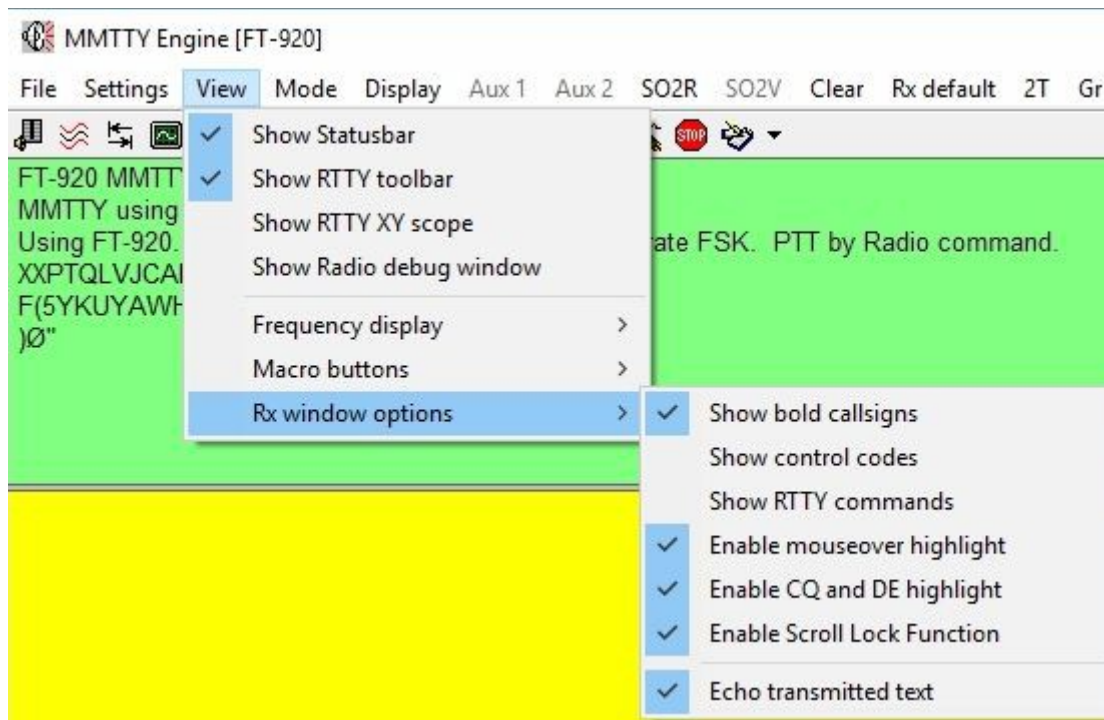 MMTTY Engine [FT-920]
File Settings View Mode Display Aux 1 Aux 2 SO2R SO2V Clear Rx default 2T Gr
STOP
Show Statusbar
Show RTTY toolbar
Show RTTY XY scope
Show Radio debug window
Frequency display
Macro buttons
Rx window options
FT-920 MMTT
MMTTY using
Using FT-920. rate FSK. PTT by Radio command.
XXPTQLVJCA
F(5YKUYAWH
)Ø"
Show bold callsigns
Show control codes
Show RTTY commands
Enable mouseover highlight
Enable CQ and DE highlight
Enable Scroll Lock Function
Echo transmitted text